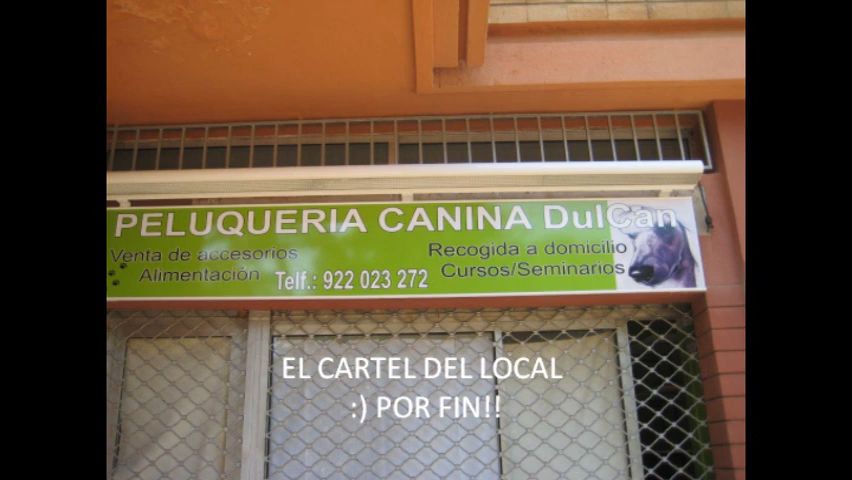 PELUQUERIA CANINA DulCan
Venta de accesorios
Alimentación
Telf.: 922 023 272
Recogida a domicilio
Cursos/Seminarios
EL CARTEL DEL LOCAL
:) POR FIN!!